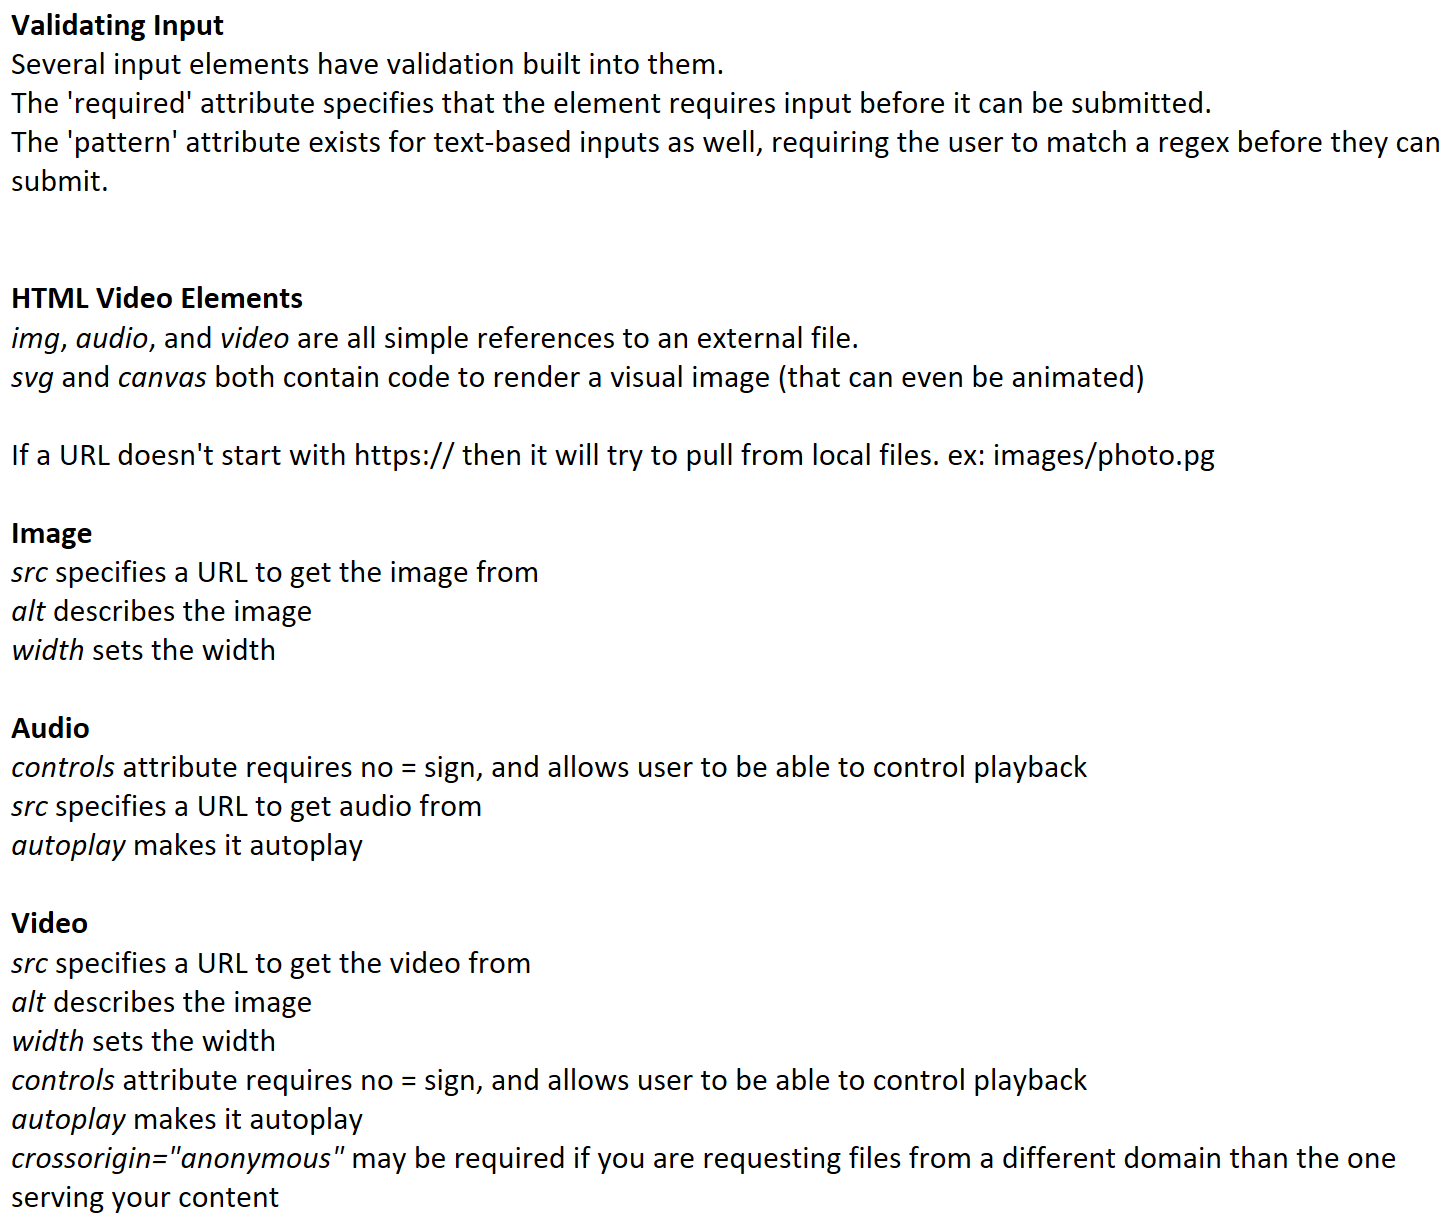 Validating Input
Several input elements have validation built into them.
The 'required' attribute specifies that the element requires input before it can be submitted.
The 'pattern' attribute exists for text-based inputs as well, requiring the user to match a regex before they can
submit.
HTML Video Elements
img, audio, and video are all simple references to an external file.
svg and canvas both contain code to render a visual image (that can even be animated)
If a URL doesn't start with https:// then it will try to pull from local files. ex: images/photo.pg
Image
src specifies a URL to get the image from
alt describes the image
width sets the width
Audio
controls attribute requires no = sign, and allows user to be able to control playback
src specifies a URL to get audio from
autoplay makes it autoplay
Video
src specifies a URL to get the video from
alt describes the image
width sets the width
controls attribute requires no = sign, and allows user to be able to control playback
autoplay makes it autoplay
crossorigin="anonymous" may be required if you are requesting files from a different domain than the one
serving your content